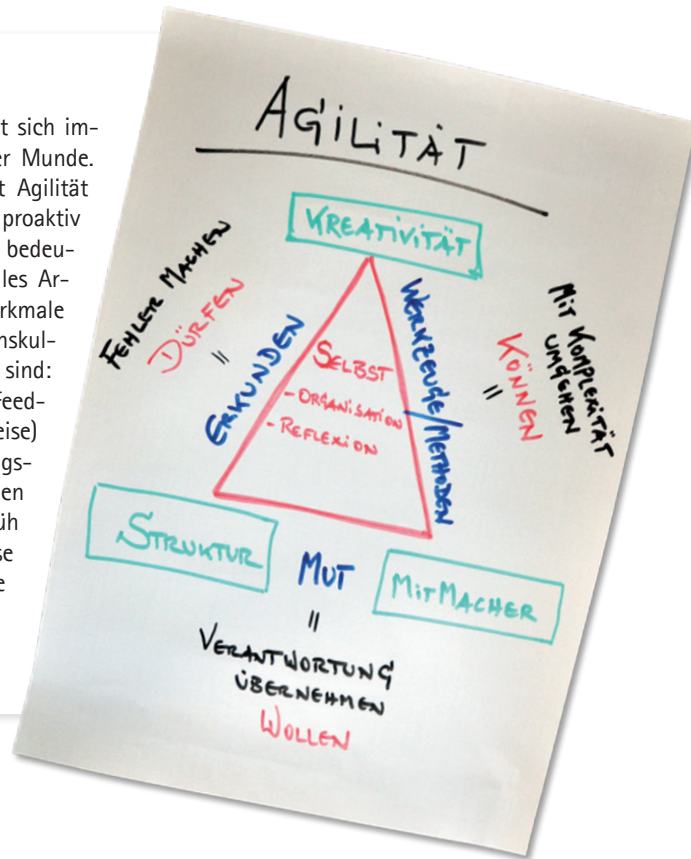 t sich im-
er Munde.
t Agilität
proaktiv
bedeu-
les Ar-
rkmale
nskul-
sind:
Feed-
eise)
gs-
en
üh
se
e
AGiLiTÄT
KREATIVITÄT
FEHLER MACHEN
DÜRFEN
=
ERKUNDEN
WERKZEUGE/METHODEN
MIT KOMPLEXITÄT
UMGEHEN
KÖNNEN
=
SELBST
- ORGANISATION
- REFLEXION
STRUKTUR
MUT
MITMACHER
=
VERANTWORTUNG
ÜBERNEHMEN
WOLLEN